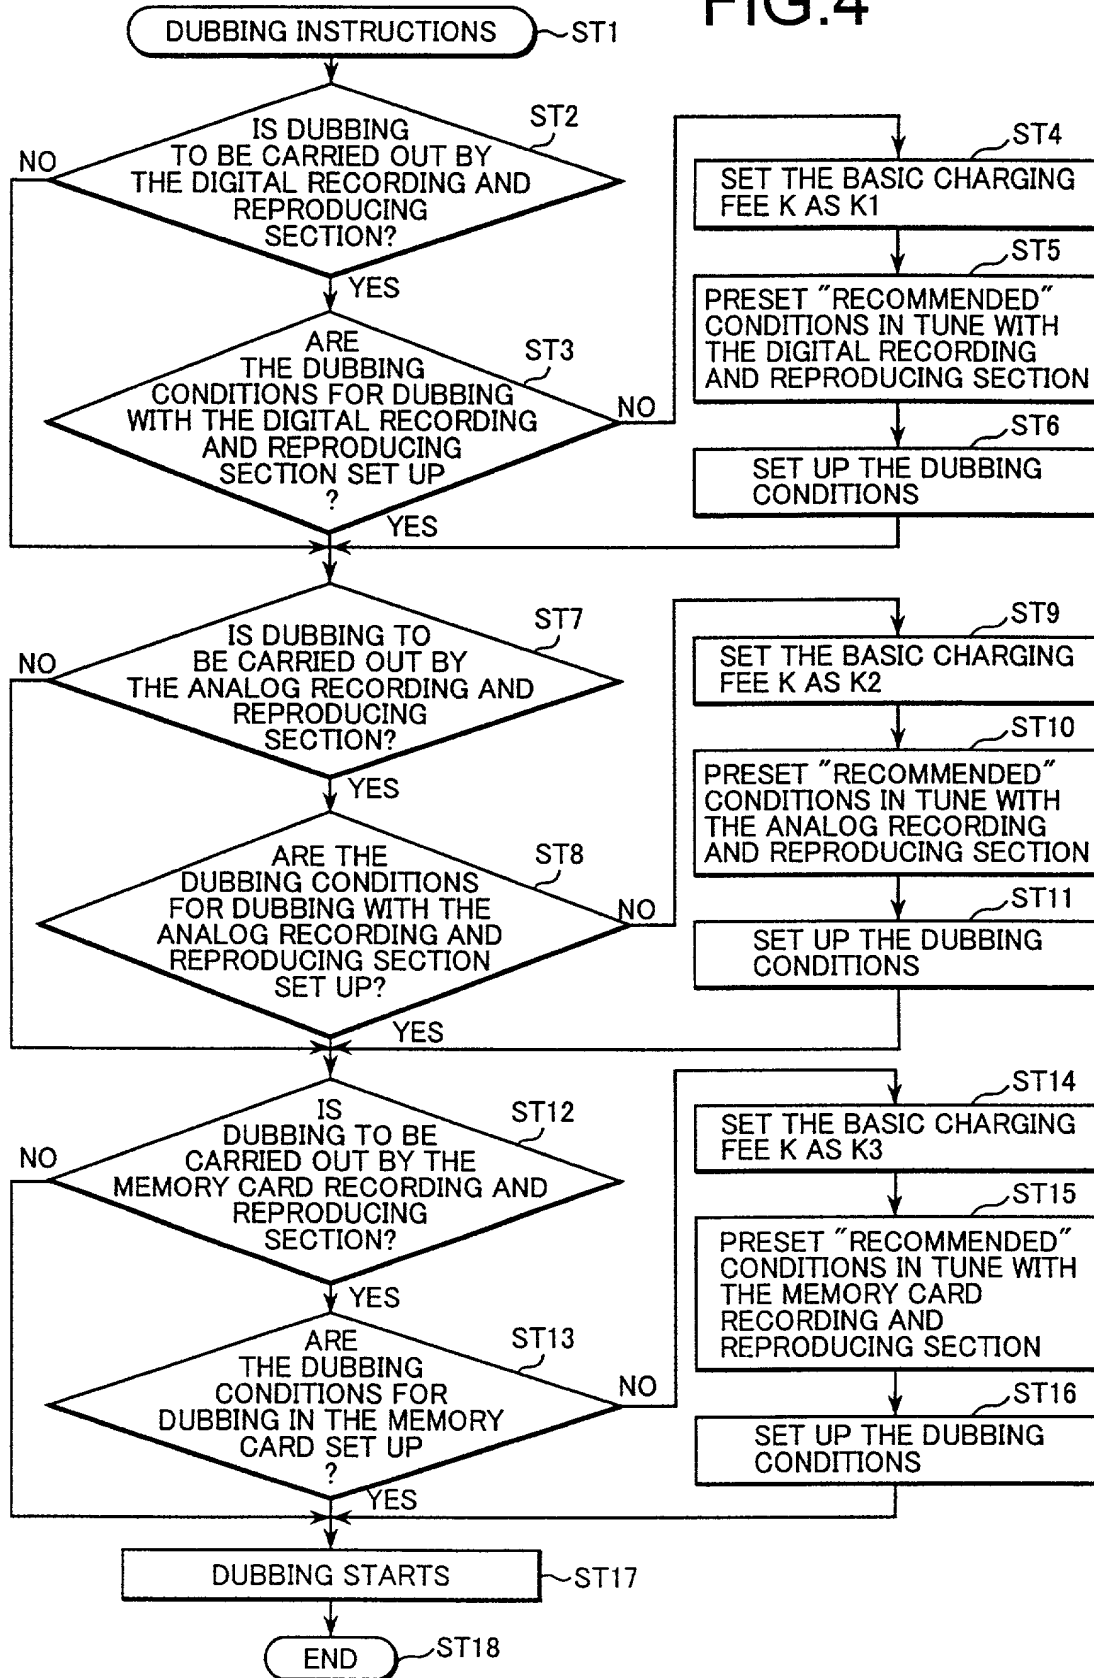 FIG.4
DUBBING INSTRUCTIONS
ST1
IS DUBBING
TO BE CARRIED OUT BY
THE DIGITAL RECORDING AND
REPRODUCING
SECTION?
ST2
NO
YES
ARE
THE DUBBING
CONDITIONS FOR DUBBING
WITH THE DIGITAL RECORDING
AND REPRODUCING
SECTION SET UP
?
ST3
NO
YES
ST4
SET THE BASIC CHARGING
FEE K AS K1
ST5
PRESET "RECOMMENDED"
CONDITIONS IN TUNE WITH
THE DIGITAL RECORDING
AND REPRODUCING SECTION
ST6
SET UP THE DUBBING
CONDITIONS
IS DUBBING TO
BE CARRIED OUT BY
THE ANALOG RECORDING AND
REPRODUCING
SECTION?
ST7
NO
YES
ARE THE
DUBBING CONDITIONS
FOR DUBBING WITH THE
ANALOG RECORDING AND
REPRODUCING SECTION
SET UP?
ST8
NO
YES
ST9
SET THE BASIC CHARGING
FEE K AS K2
ST10
PRESET "RECOMMENDED"
CONDITIONS IN TUNE WITH
THE ANALOG RECORDING
AND REPRODUCING SECTION
ST11
SET UP THE DUBBING
CONDITIONS
IS
DUBBING TO BE
CARRIED OUT BY THE
MEMORY CARD RECORDING AND
REPRODUCING
SECTION?
ST12
NO
YES
ARE
THE DUBBING
CONDITIONS FOR
DUBBING IN THE MEMORY
CARD SET UP
?
ST13
NO
YES
ST14
SET THE BASIC CHARGING
FEE K AS K3
ST15
PRESET "RECOMMENDED"
CONDITIONS IN TUNE WITH
THE MEMORY CARD
RECORDING AND
REPRODUCING SECTION
ST16
SET UP THE DUBBING
CONDITIONS
DUBBING STARTS
ST17
END
ST18